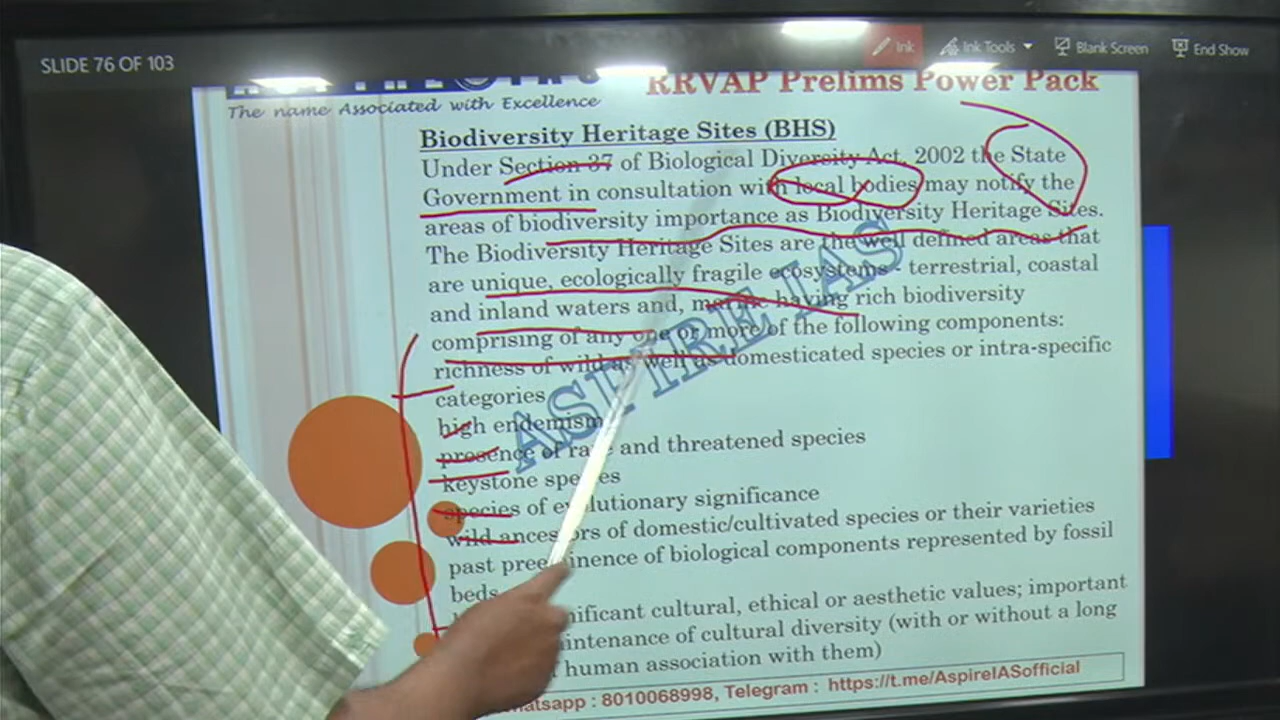 SLIDE 76 OF 103
Ink
Ink Tools
Blank Screen
End Show
The name Associated with Excellence
RRVAP Prelims Power Pack
Biodiversity Heritage Sites (BHS)
Under Section 37 of Biological Diversity Act, 2002 the State
Government in consultation with local bodies may notify the
areas of biodiversity importance as Biodiversity Heritage Sites.
The Biodiversity Heritage Sites are the well defined areas that
are unique, ecologically fragile ecosystems - terrestrial, coastal
and inland waters and, marine having rich biodiversity
comprising of any one or more of the following components:
richness of wild as well as domesticated species or intra-specific
categories
high endemism
presence of rare and threatened species
keystone species
species of evolutionary significance
wild ancestors of domestic/cultivated species or their varieties
past preeminence of biological components represented by fossil
beds
cultural, ethical or aesthetic values; important
of cultural diversity (with or without a long
human association with them)
: 8010068998, Telegram : https://t.me/AspireIASofficial
ASPIRE IAS